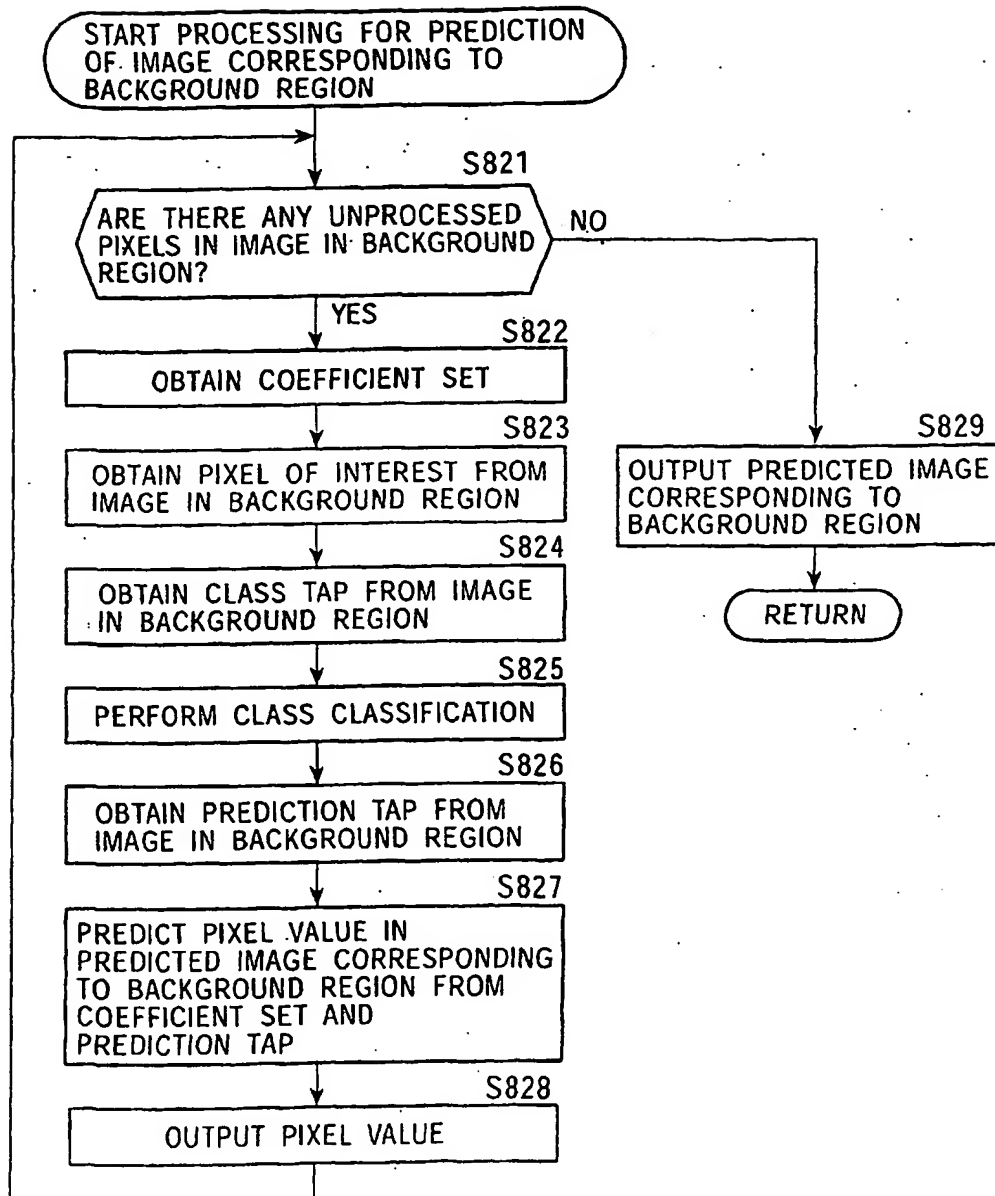 START PROCESSING FOR PREDICTION
OF IMAGE CORRESPONDING TO
BACKGROUND REGION
S821
ARE THERE ANY UNPROCESSED
PIXELS IN IMAGE IN BACKGROUND
REGION?
NO
YES
S822
OBTAIN COEFFICIENT SET
S823
OBTAIN PIXEL OF INTEREST FROM
IMAGE IN BACKGROUND REGION
S824
OBTAIN CLASS TAP FROM IMAGE
IN BACKGROUND REGION
S825
PERFORM CLASS CLASSIFICATION
S826
OBTAIN PREDICTION TAP FROM
IMAGE IN BACKGROUND REGION
S827
PREDICT PIXEL VALUE IN
PREDICTED IMAGE CORRESPONDING
TO BACKGROUND REGION FROM
COEFFICIENT SET AND
PREDICTION TAP
S828
OUTPUT PIXEL VALUE
S829
OUTPUT PREDICTED IMAGE
CORRESPONDING TO
BACKGROUND REGION
RETURN